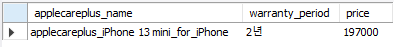 applecareplus_name warranty_period price
applecareplus_iPhone 13 mini_for_iPhone 2년 197000